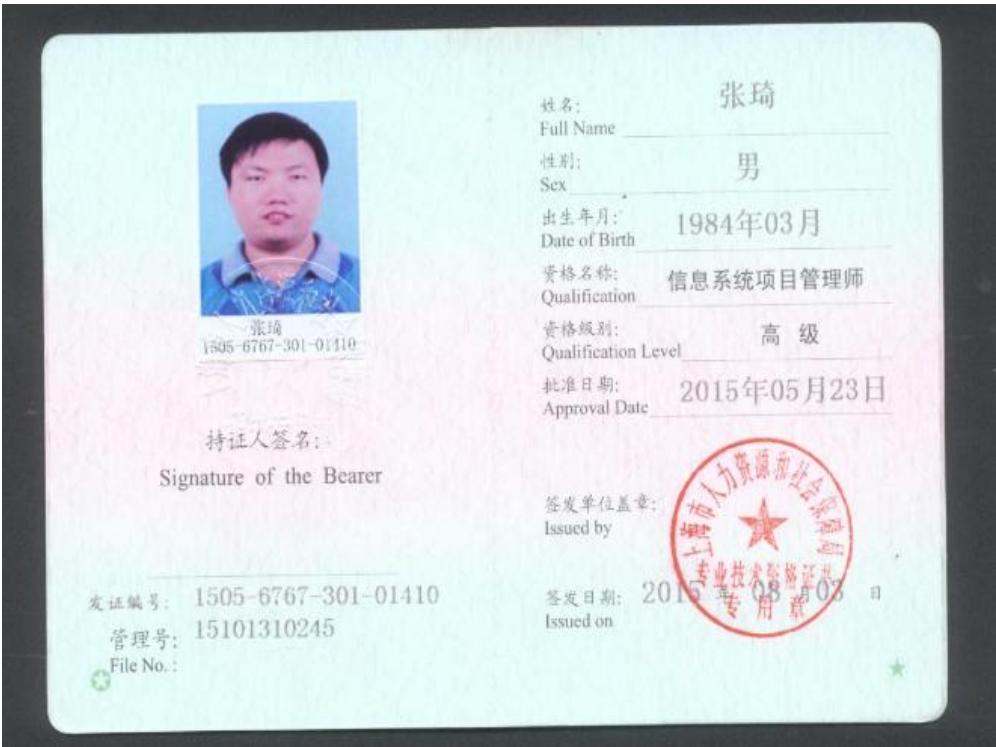 张琦
1505-6767-301-01410
持证人签名:
Signature of the Bearer
发证编号: 1505-6767-301-01410
管理号: 15101310245
File No. :
姓名: 张琦
Full Name
性别: 男
Sex
出生年月: 1984年03月
Date of Birth
资格名称: 信息系统项目管理师
Qualification
资格级别: 高 级
Qualification Level
批准日期: 2015年05月23日
Approval Date
签发单位盖章:
Issued by
上海市人力资源和社会保障局
专业技术资格证书
专用章
签发日期: 2015 年 08 月 03 日
Issued on